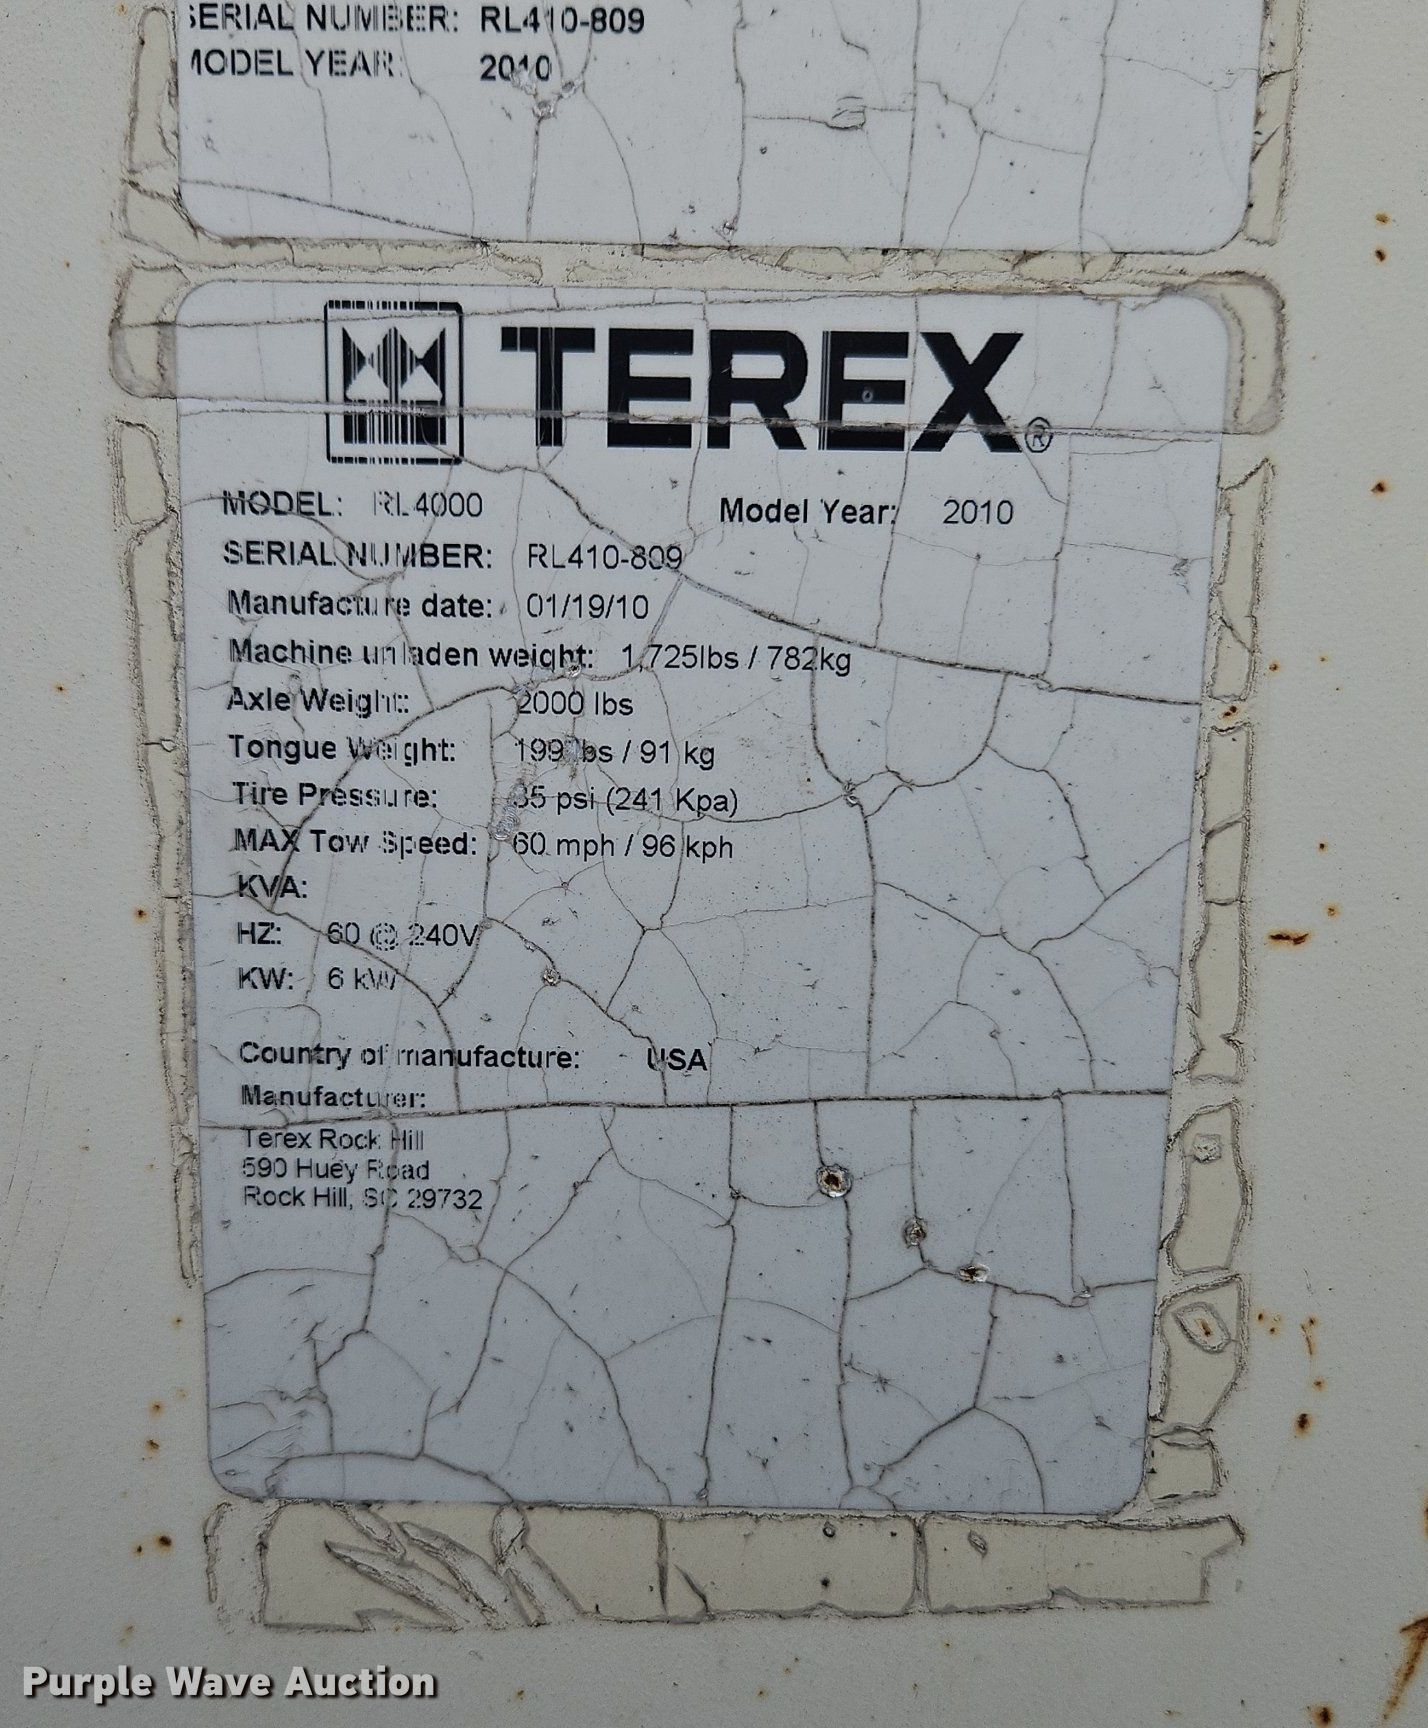 SERIAL NUMBER: RL410-809
MODEL YEAR: 2010
TEREX®
MODEL: RL4000 Model Year: 2010
SERIAL NUMBER: RL410-809
Manufacture date: 01/19/10
Machine unladen weight: 1,725lbs / 782kg
Axle Weight: 2000 lbs
Tongue Weight: 199 lbs / 91 kg
Tire Pressure: 35 psi (241 Kpa)
MAX Tow Speed: 60 mph / 96 kph
KVA:
HZ: 60 @ 240V
KW: 6 kW
Country of manufacture: USA
Manufacturer:
Terex Rock Hill
590 Huey Road
Rock Hill, SC 29732
Purple Wave Auction